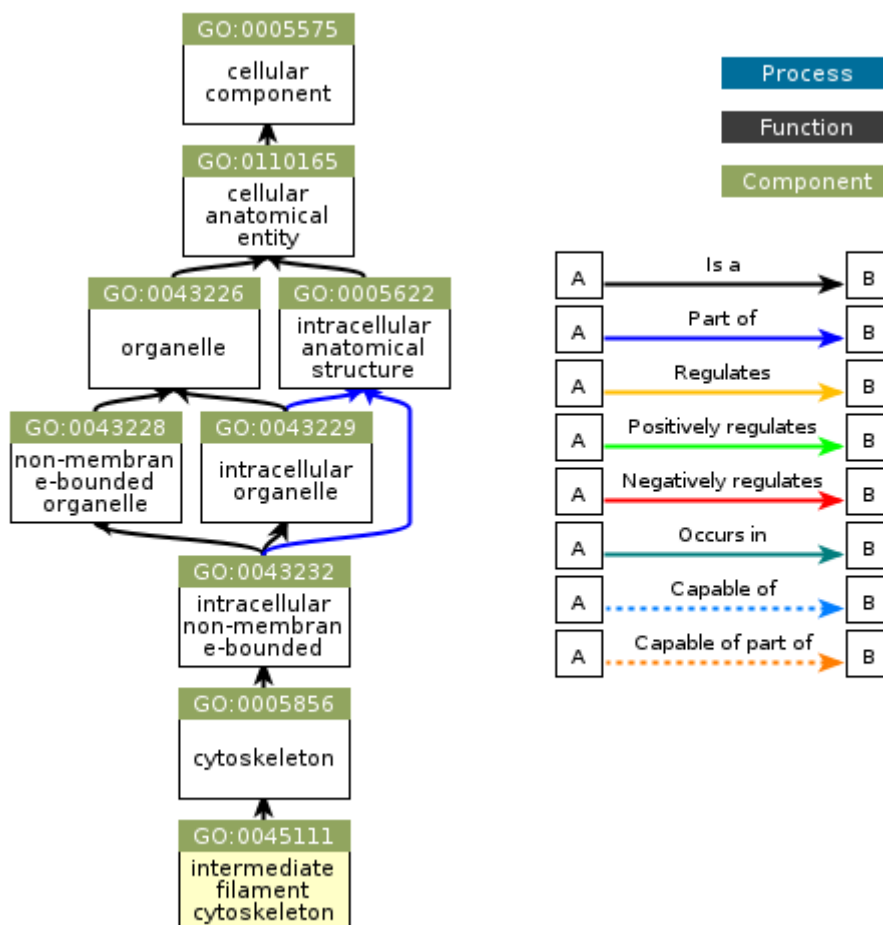 GO:0005575
cellular
component
GO:0110165
cellular
anatomical
entity
GO:0043226
organelle
GO:0005622
intracellular
anatomical
structure
GO:0043228
non-membran
e-bounded
organelle
GO:0043229
intracellular
organelle
GO:0043232
intracellular
non-membran
e-bounded
GO:0005856
cytoskeleton
GO:0045111
intermediate
filament
cytoskeleton
Process
Function
Component
A Is a B
A Part of B
A Regulates B
A Positively regulates B
A Negatively regulates B
A Occurs in B
A Capable of B
A Capable of part of B